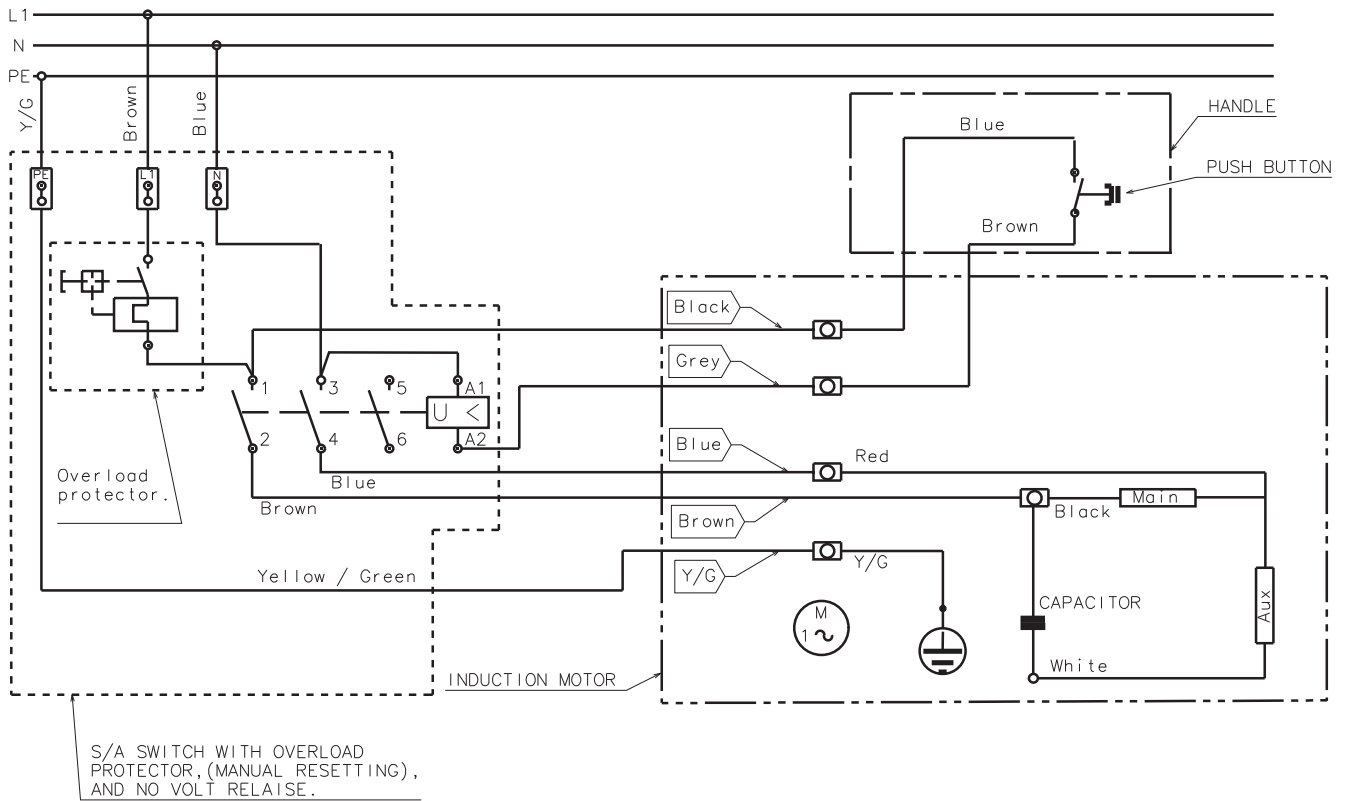 L1
N
PE
Y/G
Brown
Blue
HANDLE
Blue
PUSH BUTTON
Brown
PE
L1
N
Black
Grey
1
3
5
A1
U <
2
4
6
A2
Blue
Red
Overload
protector.
Blue
Brown
Brown
Black
Main
Yellow / Green
Y/G
Y/G
CAPACITOR
Aux
M
1~
White
INDUCTION MOTOR
S/A SWITCH WITH OVERLOAD
PROTECTOR,(MANUAL RESETTING),
AND NO VOLT RELAISE.